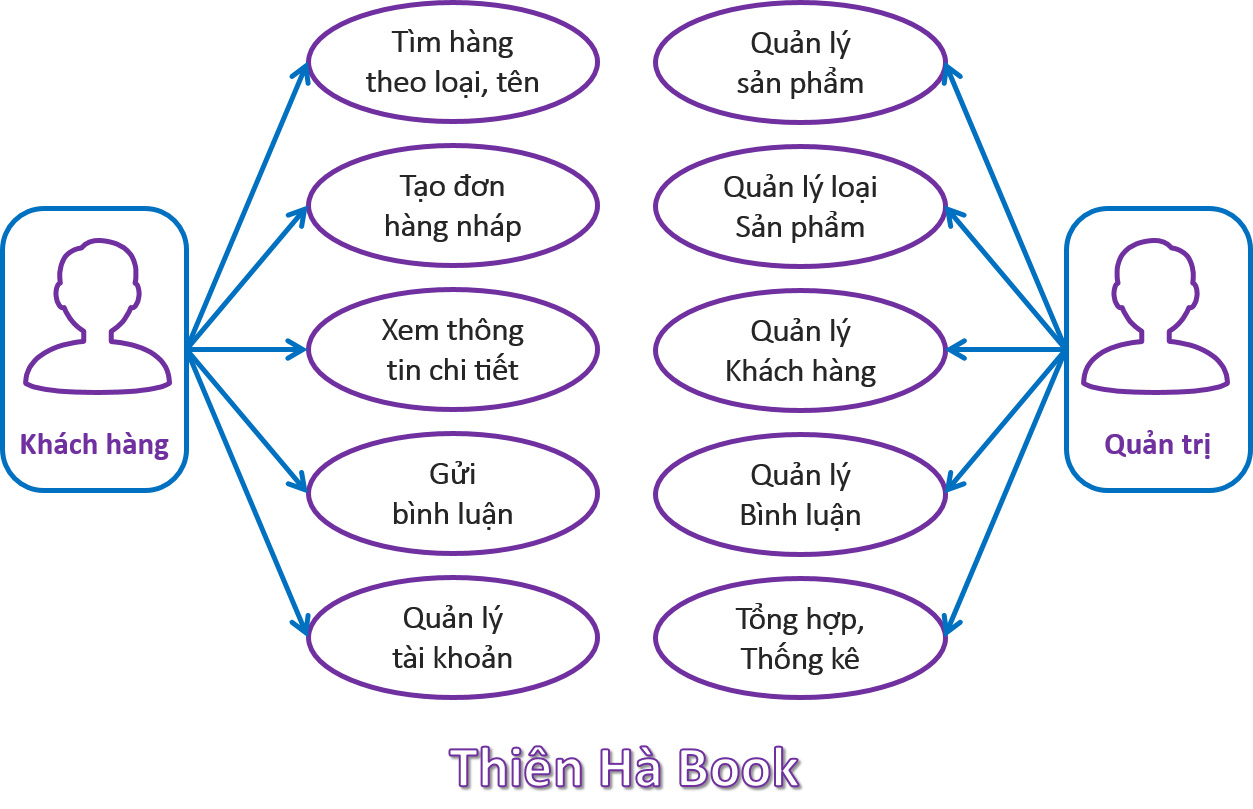 Tìm hàng
theo loại, tên
Tạo đơn
hàng nháp
Xem thông
tin chi tiết
Gửi
bình luận
Quản lý
tài khoản
Khách hàng
Quản lý
sản phẩm
Quản lý loại
Sản phẩm
Quản lý
Khách hàng
Quản lý
Bình luận
Tổng hợp,
Thống kê
Quản trị
Thiên Hà Book